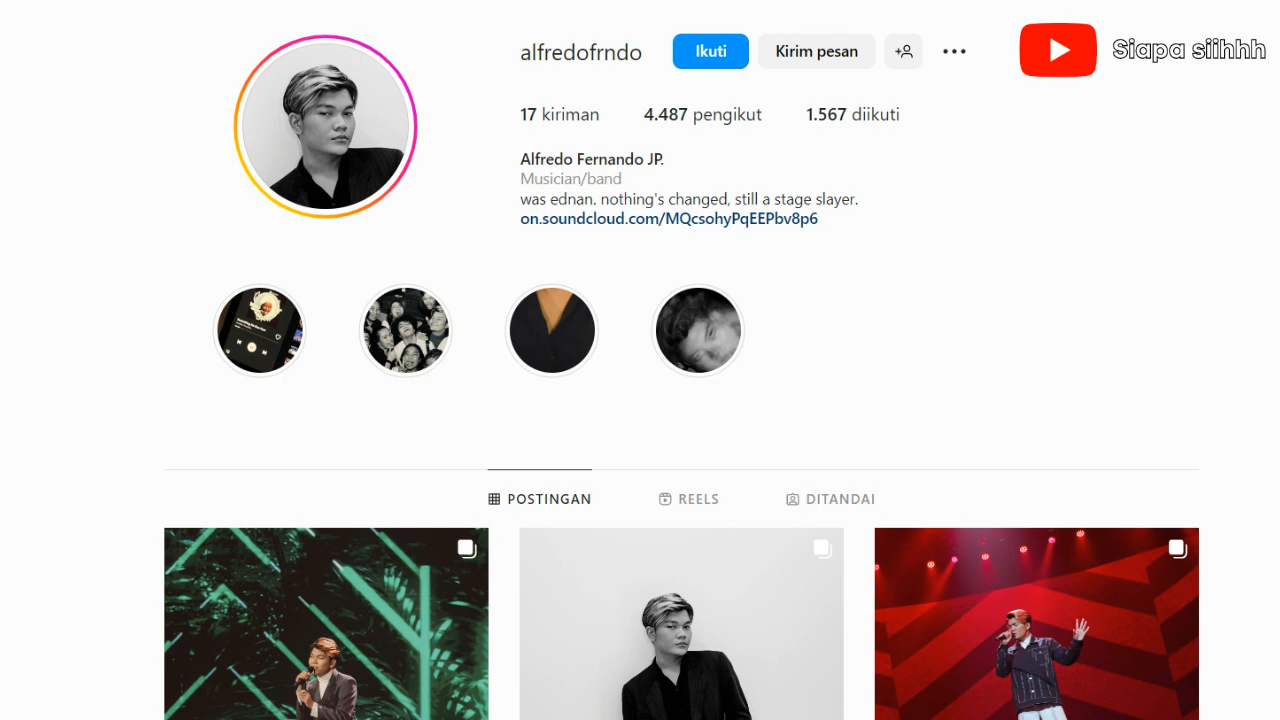 alfredofrndo
Ikuti
Kirim pesan
Siapa siihhh
17 kiriman
4.487 pengikut
1.567 diikuti
Alfredo Fernando JP.
Musician/band
was ednan. nothing's changed, still a stage slayer.
on.soundcloud.com/MQcsohyPqEEPbv8p6
POSTINGAN
REELS
DITANDAI